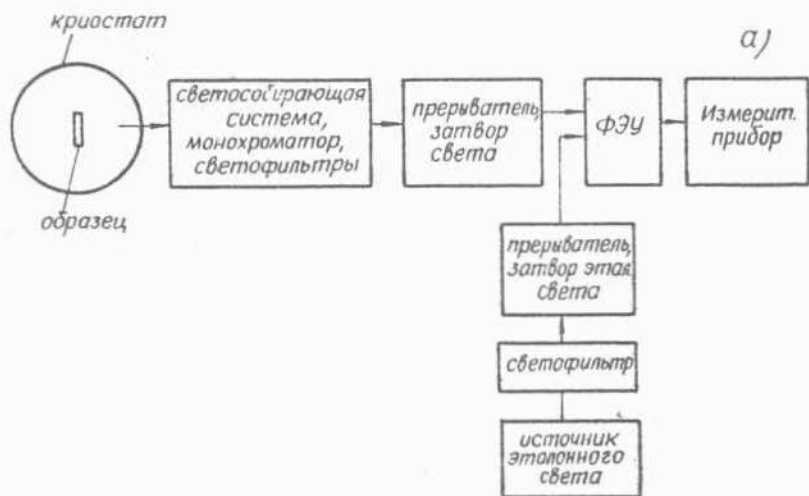 криостат
а)
светособирающая
система,
монохроматор,
светофильтры
прерыватель,
затвор
света
ФЭУ
Измерит.
прибор
образец
прерыватель,
затвор этал.
света
светофильтр
источник
эталонного
света